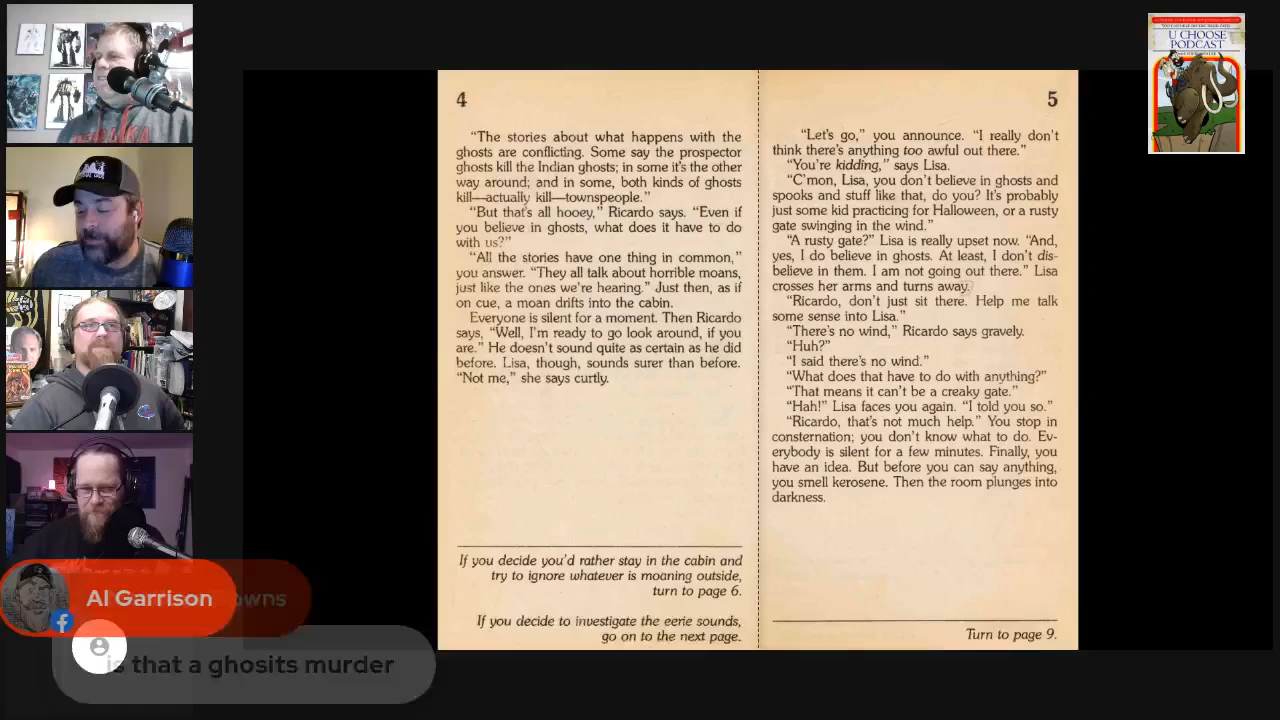 U CHOOSE
PODCAST
4
"The stories about what happens with the
ghosts are conflicting. Some say the prospector
ghosts kill the Indian ghosts; in some it's the other
way around; and in some, both kinds of ghosts
kill—actually kill—townspeople."
"But that's all hooey," Ricardo says. "Even if
you believe in ghosts, what does it have to do
with us?"
"All the stories have one thing in common,"
you answer. "They all talk about horrible moans,
just like the ones we're hearing." Just then, as if
on cue, a moan drifts into the cabin.
Everyone is silent for a moment. Then Ricardo
says, "Well, I'm ready to go look around, if you
are." He doesn't sound quite as certain as he did
before. Lisa, though, sounds surer than before.
"Not me," she says curtly.
If you decide you'd rather stay in the cabin and
try to ignore whatever is moaning outside,
turn to page 6.
If you decide to investigate the eerie sounds,
go on to the next page.
5
"Let's go," you announce. "I really don't
think there's anything too awful out there."
"You're kidding," says Lisa.
"C'mon, Lisa, you don't believe in ghosts and
spooks and stuff like that, do you? It's probably
just some kid practicing for Halloween, or a rusty
gate swinging in the wind."
"A rusty gate?" Lisa is really upset now. "And,
yes, I do believe in ghosts. At least, I don't dis-
believe in them. I am not going out there." Lisa
crosses her arms and turns away.
"Ricardo, don't just sit there. Help me talk
some sense into Lisa."
"There's no wind," Ricardo says gravely.
"Huh?"
"I said there's no wind."
"What does that have to do with anything?"
"That means it can't be a creaky gate."
"Hah!" Lisa faces you again. "I told you so."
"Ricardo, that's not much help." You stop in
consternation; you don't know what to do. Ev-
erybody is silent for a few minutes. Finally, you
have an idea. But before you can say anything,
you smell kerosene. Then the room plunges into
darkness.
Turn to page 9.
Al Garrison
is that a ghosits murder